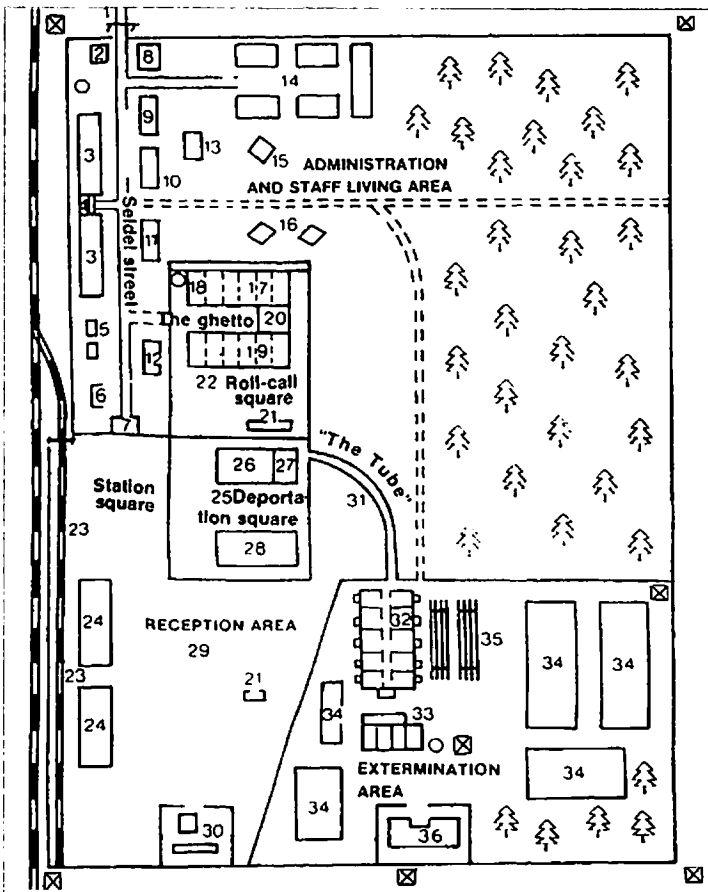 2
8
14
9
3
13
10
15
ADMINISTRATION
AND STAFF LIVING AREA
Seidel street
16
3
11
18
17
The ghetto
20
5
12
19
22
Roll-call
square
6
21
7
"The Tube"
26
27
31
Station
square
25Deporta-
tion square
23
28
24
RECEPTION AREA
29
32
35
34
34
23
21
34
33
24
EXTERMINATION
AREA
34
34
30
36